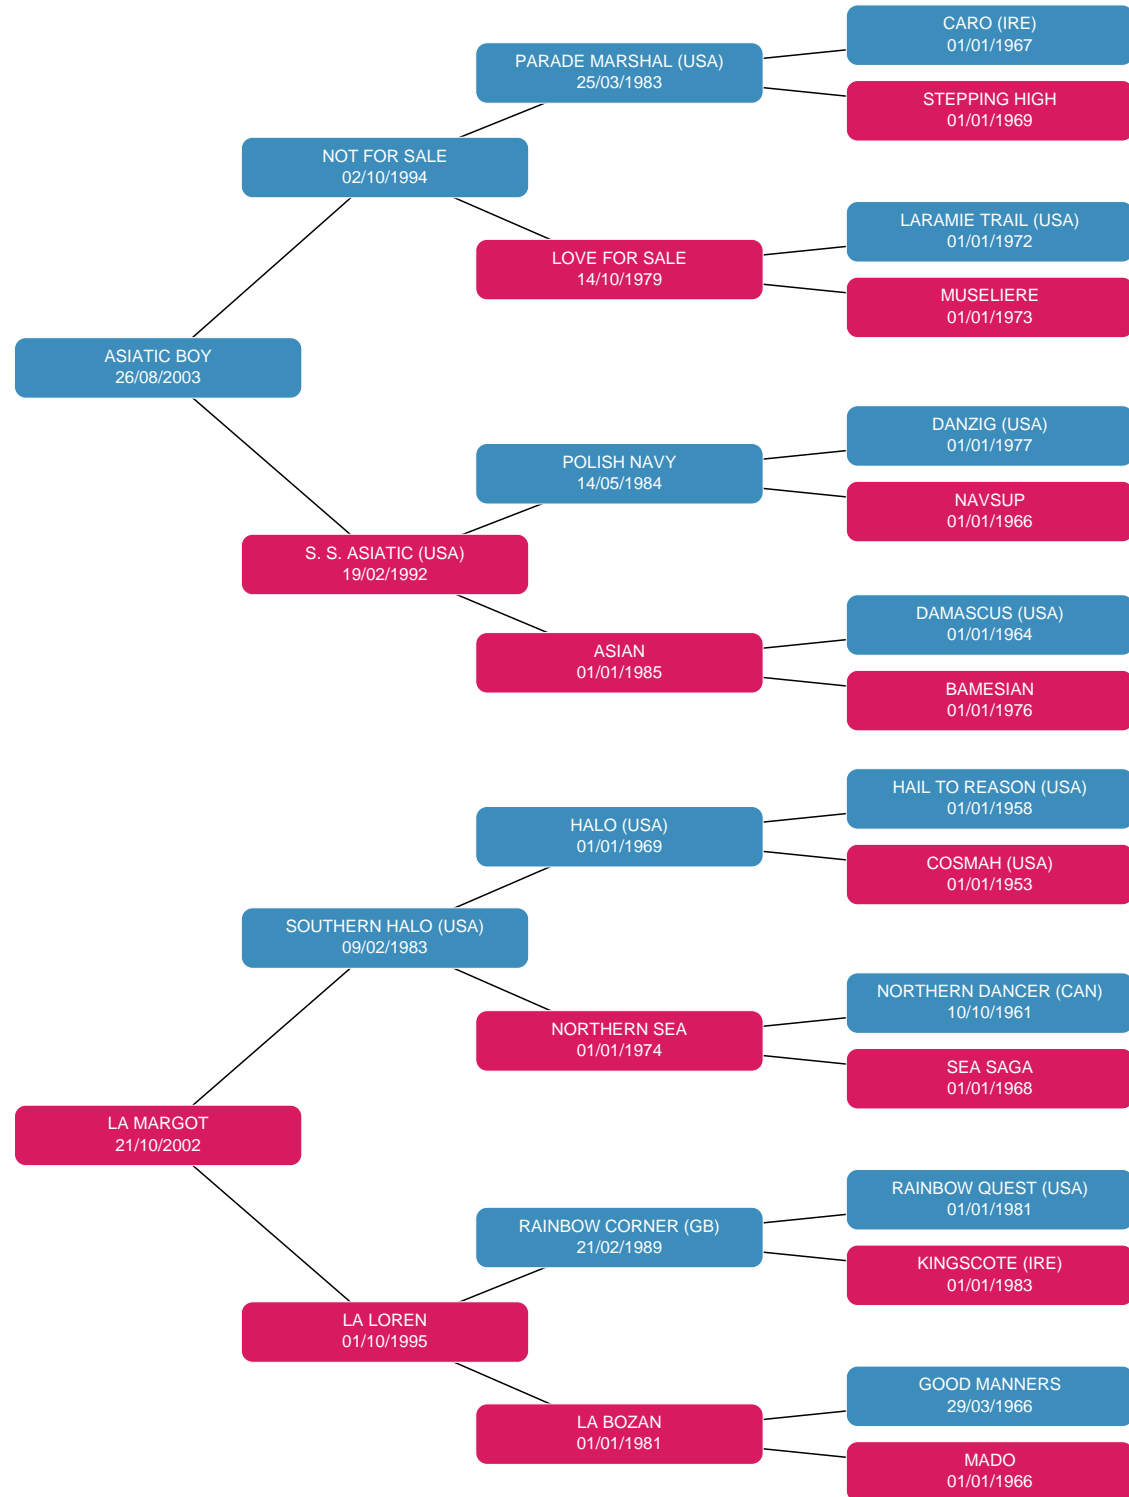 CARO (IRE)
01/01/1967
PARADE MARSHAL (USA)
25/03/1983
STEPPING HIGH
01/01/1969
NOT FOR SALE
02/10/1994
LARAMIE TRAIL (USA)
01/01/1972
LOVE FOR SALE
14/10/1979
MUSELIERE
01/01/1973
ASIATIC BOY
26/08/2003
DANZIG (USA)
01/01/1977
POLISH NAVY
14/05/1984
NAVSUP
01/01/1966
S. S. ASIATIC (USA)
19/02/1992
DAMASCUS (USA)
01/01/1964
ASIAN
01/01/1985
BAMESIAN
01/01/1976
HAIL TO REASON (USA)
01/01/1958
HALO (USA)
01/01/1969
COSMAH (USA)
01/01/1953
SOUTHERN HALO (USA)
09/02/1983
NORTHERN DANCER (CAN)
10/10/1961
NORTHERN SEA
01/01/1974
SEA SAGA
01/01/1968
LA MARGOT
21/10/2002
RAINBOW QUEST (USA)
01/01/1981
RAINBOW CORNER (GB)
21/02/1989
KINGSCOTE (IRE)
01/01/1983
LA LOREN
01/10/1995
GOOD MANNERS
29/03/1966
LA BOZAN
01/01/1981
MADO
01/01/1966